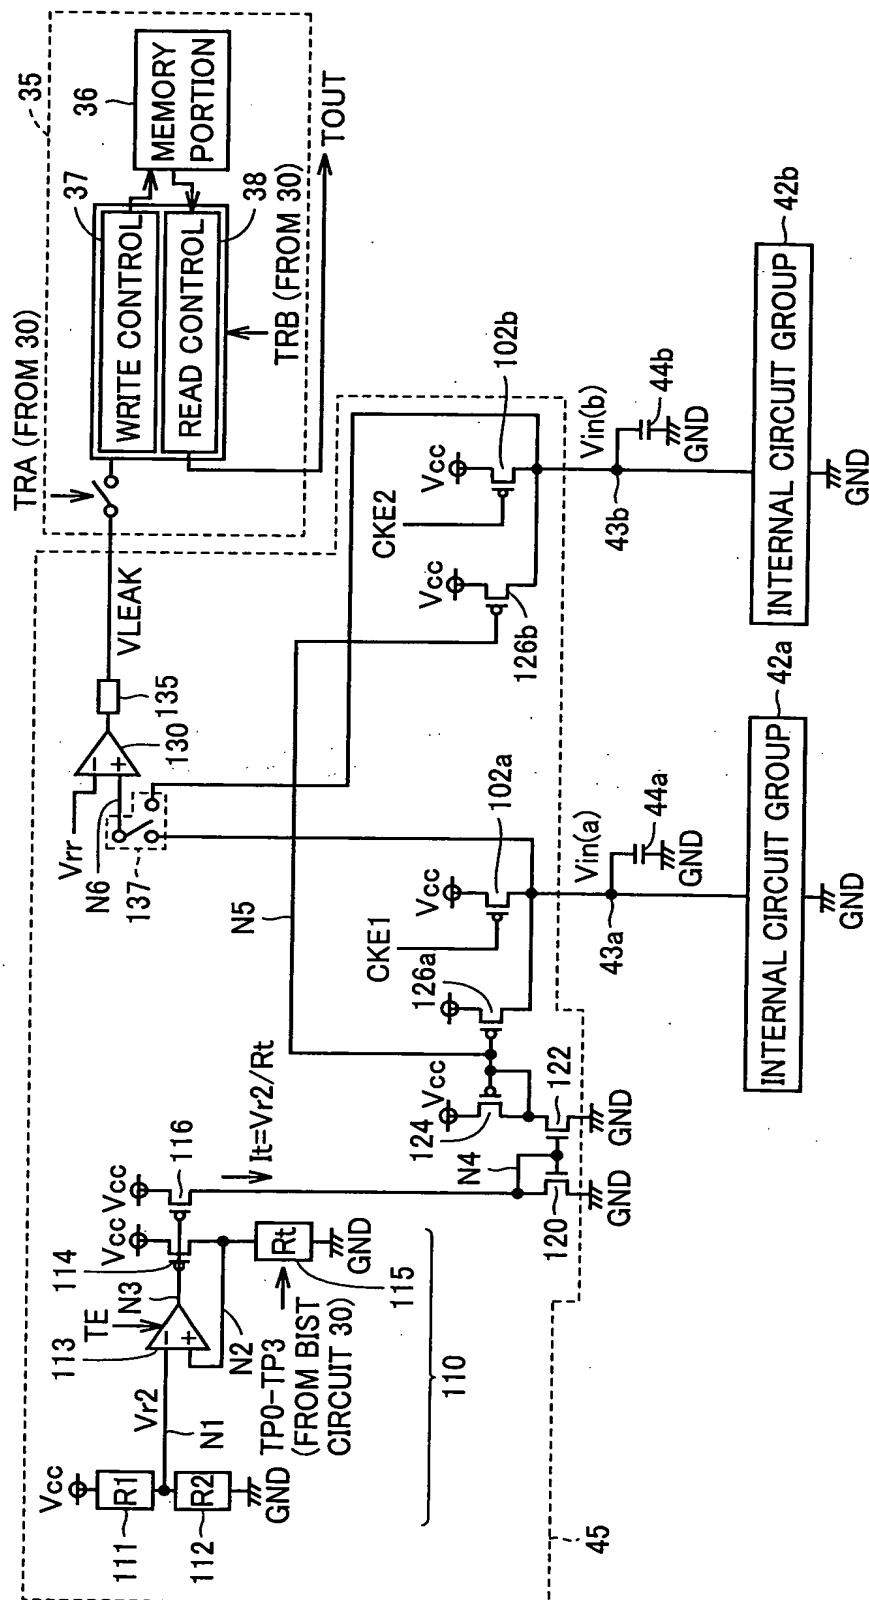 35
36
MEMORY
PORTION
37
WRITE CONTROL
READ CONTROL
38
TRA (FROM 30)
TRB (FROM 30)
TOUT
VLEAK
135
130
−
+
Vrr
N6
137
N5
Vcc
R1
111
R2
112
GND
Vr2
N1
TE
113
−
+
N3
N2
Vcc
114
Vcc
116
Rt
115
GND
TP0-TP3
(FROM BIST
CIRCUIT 30)
110
It=Vr2/Rt
N4
120
GND
122
GND
124
Vcc
126a
CKE1
Vcc
102a
Vin(a)
43a
44a
GND
INTERNAL CIRCUIT GROUP
42a
GND
126b
Vcc
CKE2
Vcc
102b
Vin(b)
43b
44b
GND
INTERNAL CIRCUIT GROUP
42b
GND
45